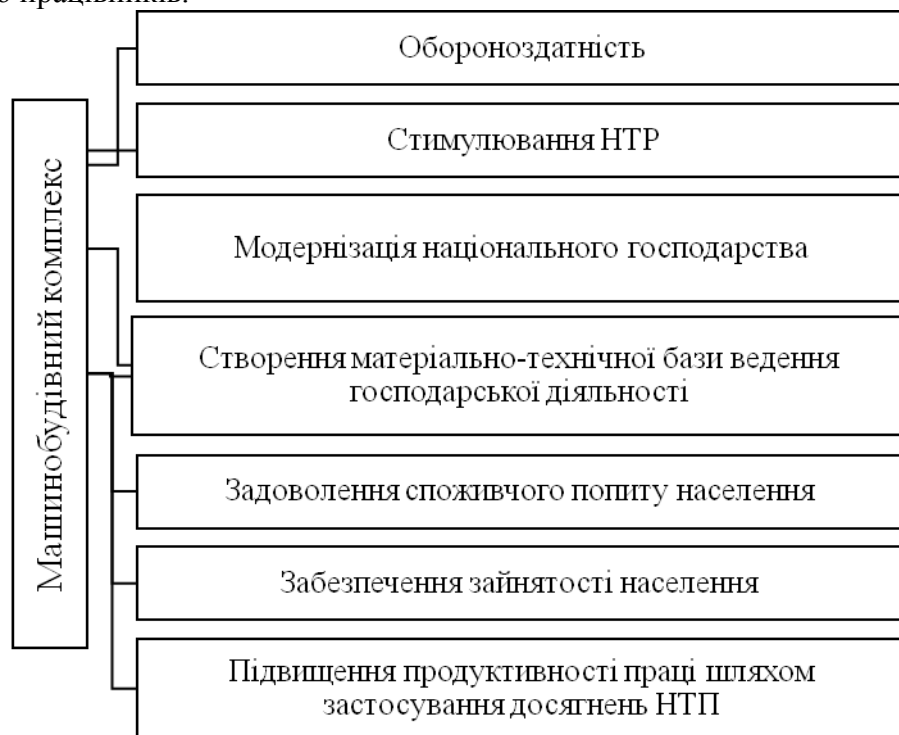 працівників.
Обороноздатність
Стимулювання НТР
Модернізація національного господарства
Створення матеріально-технічної бази ведення
господарської діяльності
Задоволення споживчого попиту населення
Забезпечення зайнятості населення
Підвищення продуктивності праці шляхом
застосування досягнень НТП
Машинобудівний комплекс